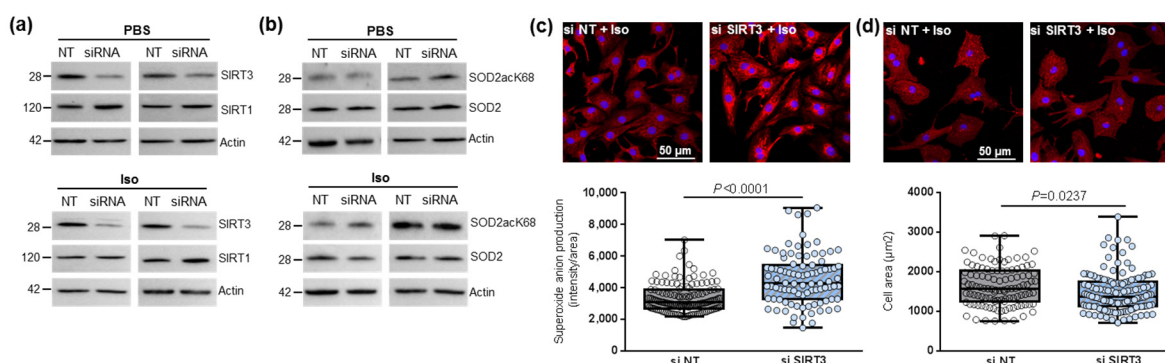 (a)
PBS
NT siRNA NT siRNA
28 SIRT3
120 SIRT1
42 Actin
Iso
NT siRNA NT siRNA
28 SIRT3
120 SIRT1
42 Actin
(b)
PBS
NT siRNA NT siRNA
28 SOD2acK68
28 SOD2
42 Actin
Iso
NT siRNA NT siRNA
28 SOD2acK68
28 SOD2
42 Actin
(c)
si NT + Iso
si SIRT3 + Iso
50 µm
P<0.0001
Superoxide anion production
(intensity/area)
10,000
8,000
6,000
4,000
2,000
si NT
si SIRT3
(d)
si NT + Iso
si SIRT3 + Iso
50 µm
P=0.0237
Cell area (µm2)
4000
3000
2000
1000
0
si NT
si SIRT3